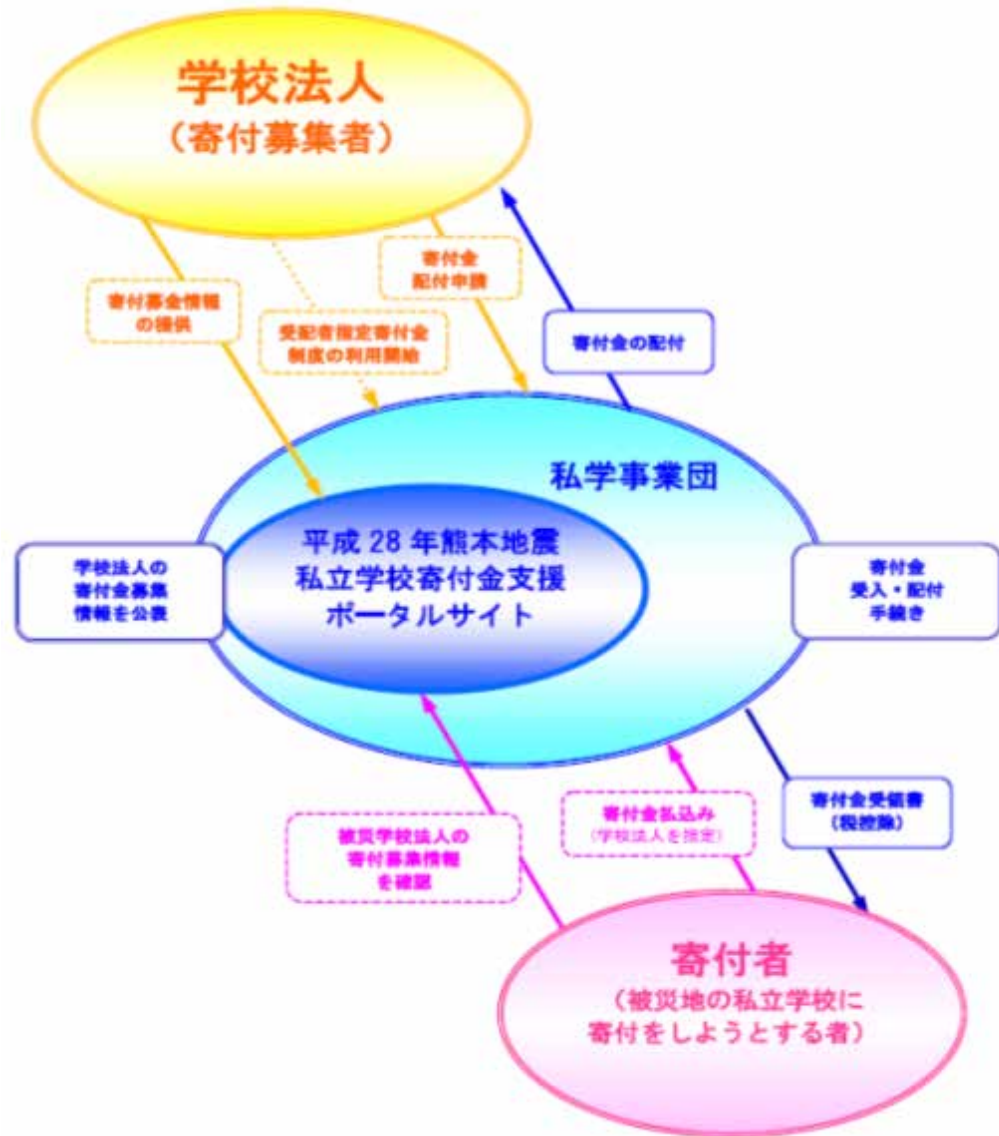 学校法人
（寄付募集者）
寄付金
配付申請
寄付募金情報
の提供
受配者指定寄付金
制度の利用開始
寄付金の配付
私学事業団
平成 28 年熊本地震
私立学校寄付金支援
ポータルサイト
学校法人の
寄付金募集
情報を公表
寄付金
受入・配付
手続き
被災学校法人の
寄付募集情報
を確認
寄付金払込み
（学校法人を指定）
寄付金受領書
（税控除）
寄付者
（被災地の私立学校に
寄付をしようとする者）